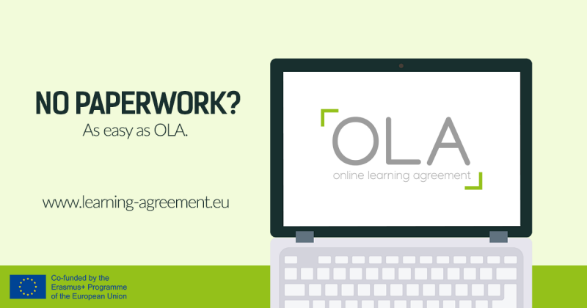 NO PAPERWORK?
As easy as OLA.
www.learning-agreement.eu
OLA
online learning agreement
Co-funded by the
Erasmus+ Programme
of the European Union